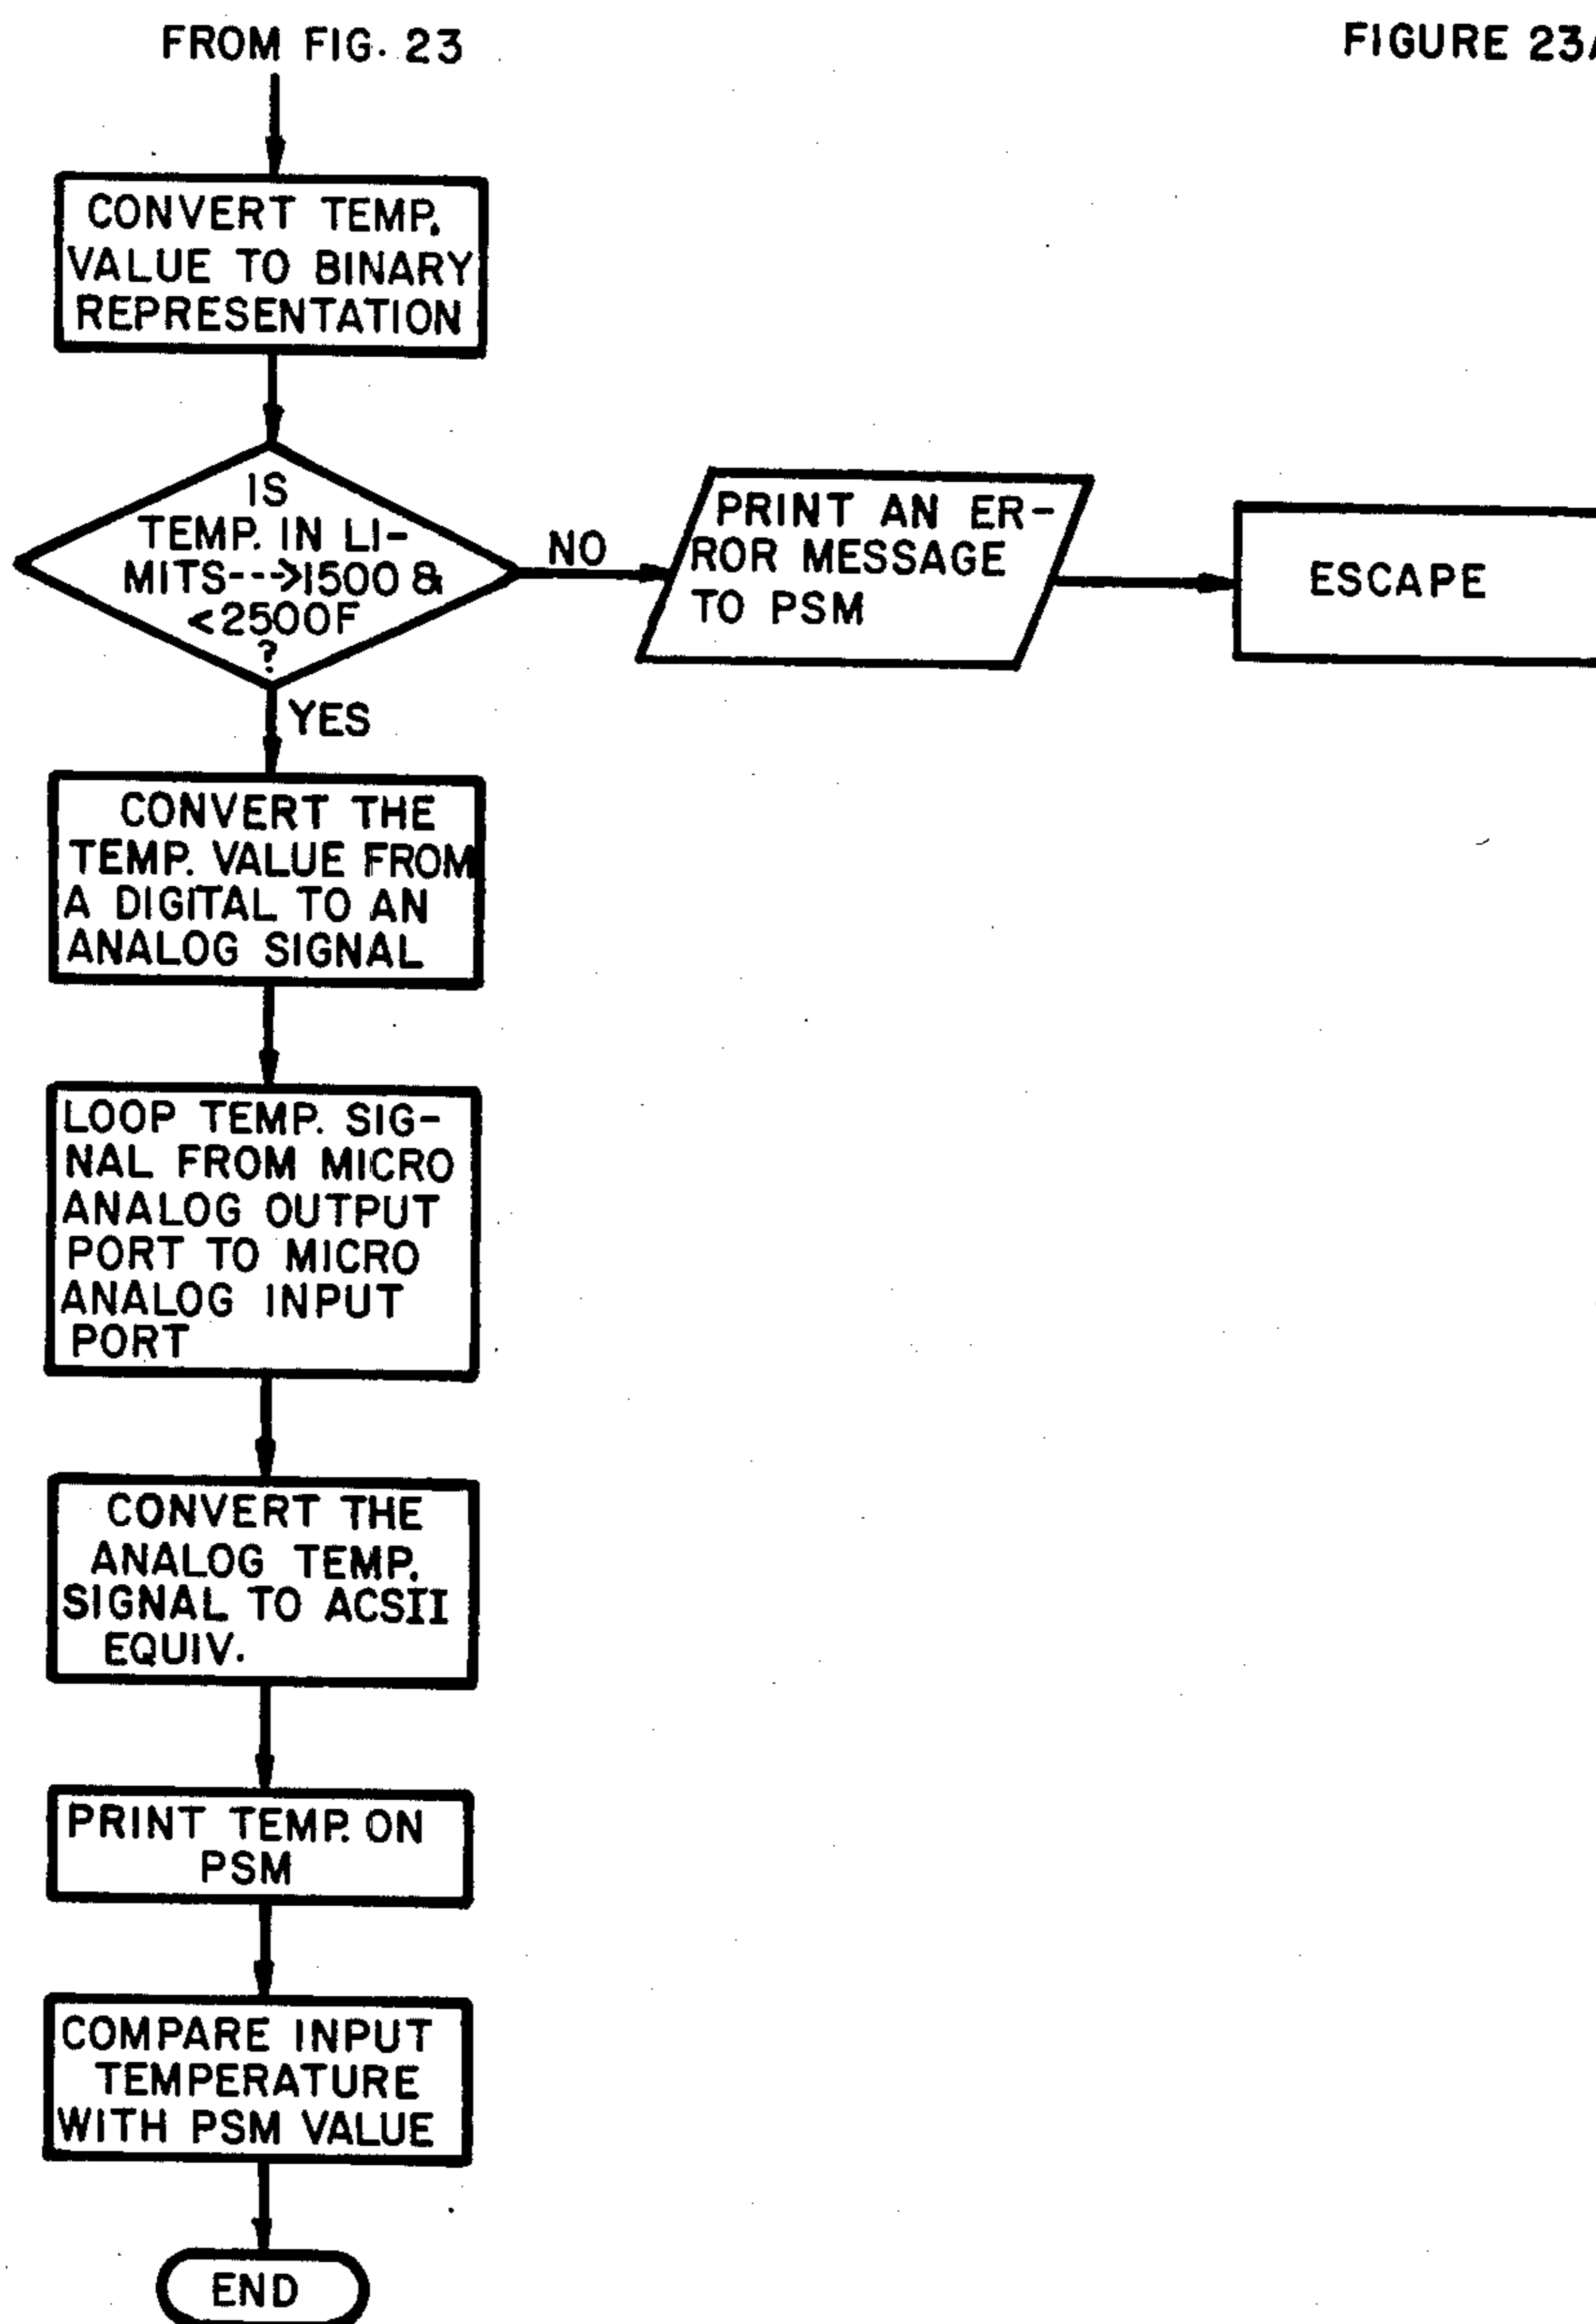 FROM FIG. 23
FIGURE 23A
CONVERT TEMP.
VALUE TO BINARY
REPRESENTATION
IS
TEMP. IN LI-
MITS--->1500 &
<2500F
?
NO
PRINT AN ER-
ROR MESSAGE
TO PSM
ESCAPE
YES
CONVERT THE
TEMP. VALUE FROM
A DIGITAL TO AN
ANALOG SIGNAL
LOOP TEMP. SIG-
NAL FROM MICRO
ANALOG OUTPUT
PORT TO MICRO
ANALOG INPUT
PORT
CONVERT THE
ANALOG TEMP.
SIGNAL TO ACSII
EQUIV.
PRINT TEMP. ON
PSM
COMPARE INPUT
TEMPERATURE
WITH PSM VALUE
END